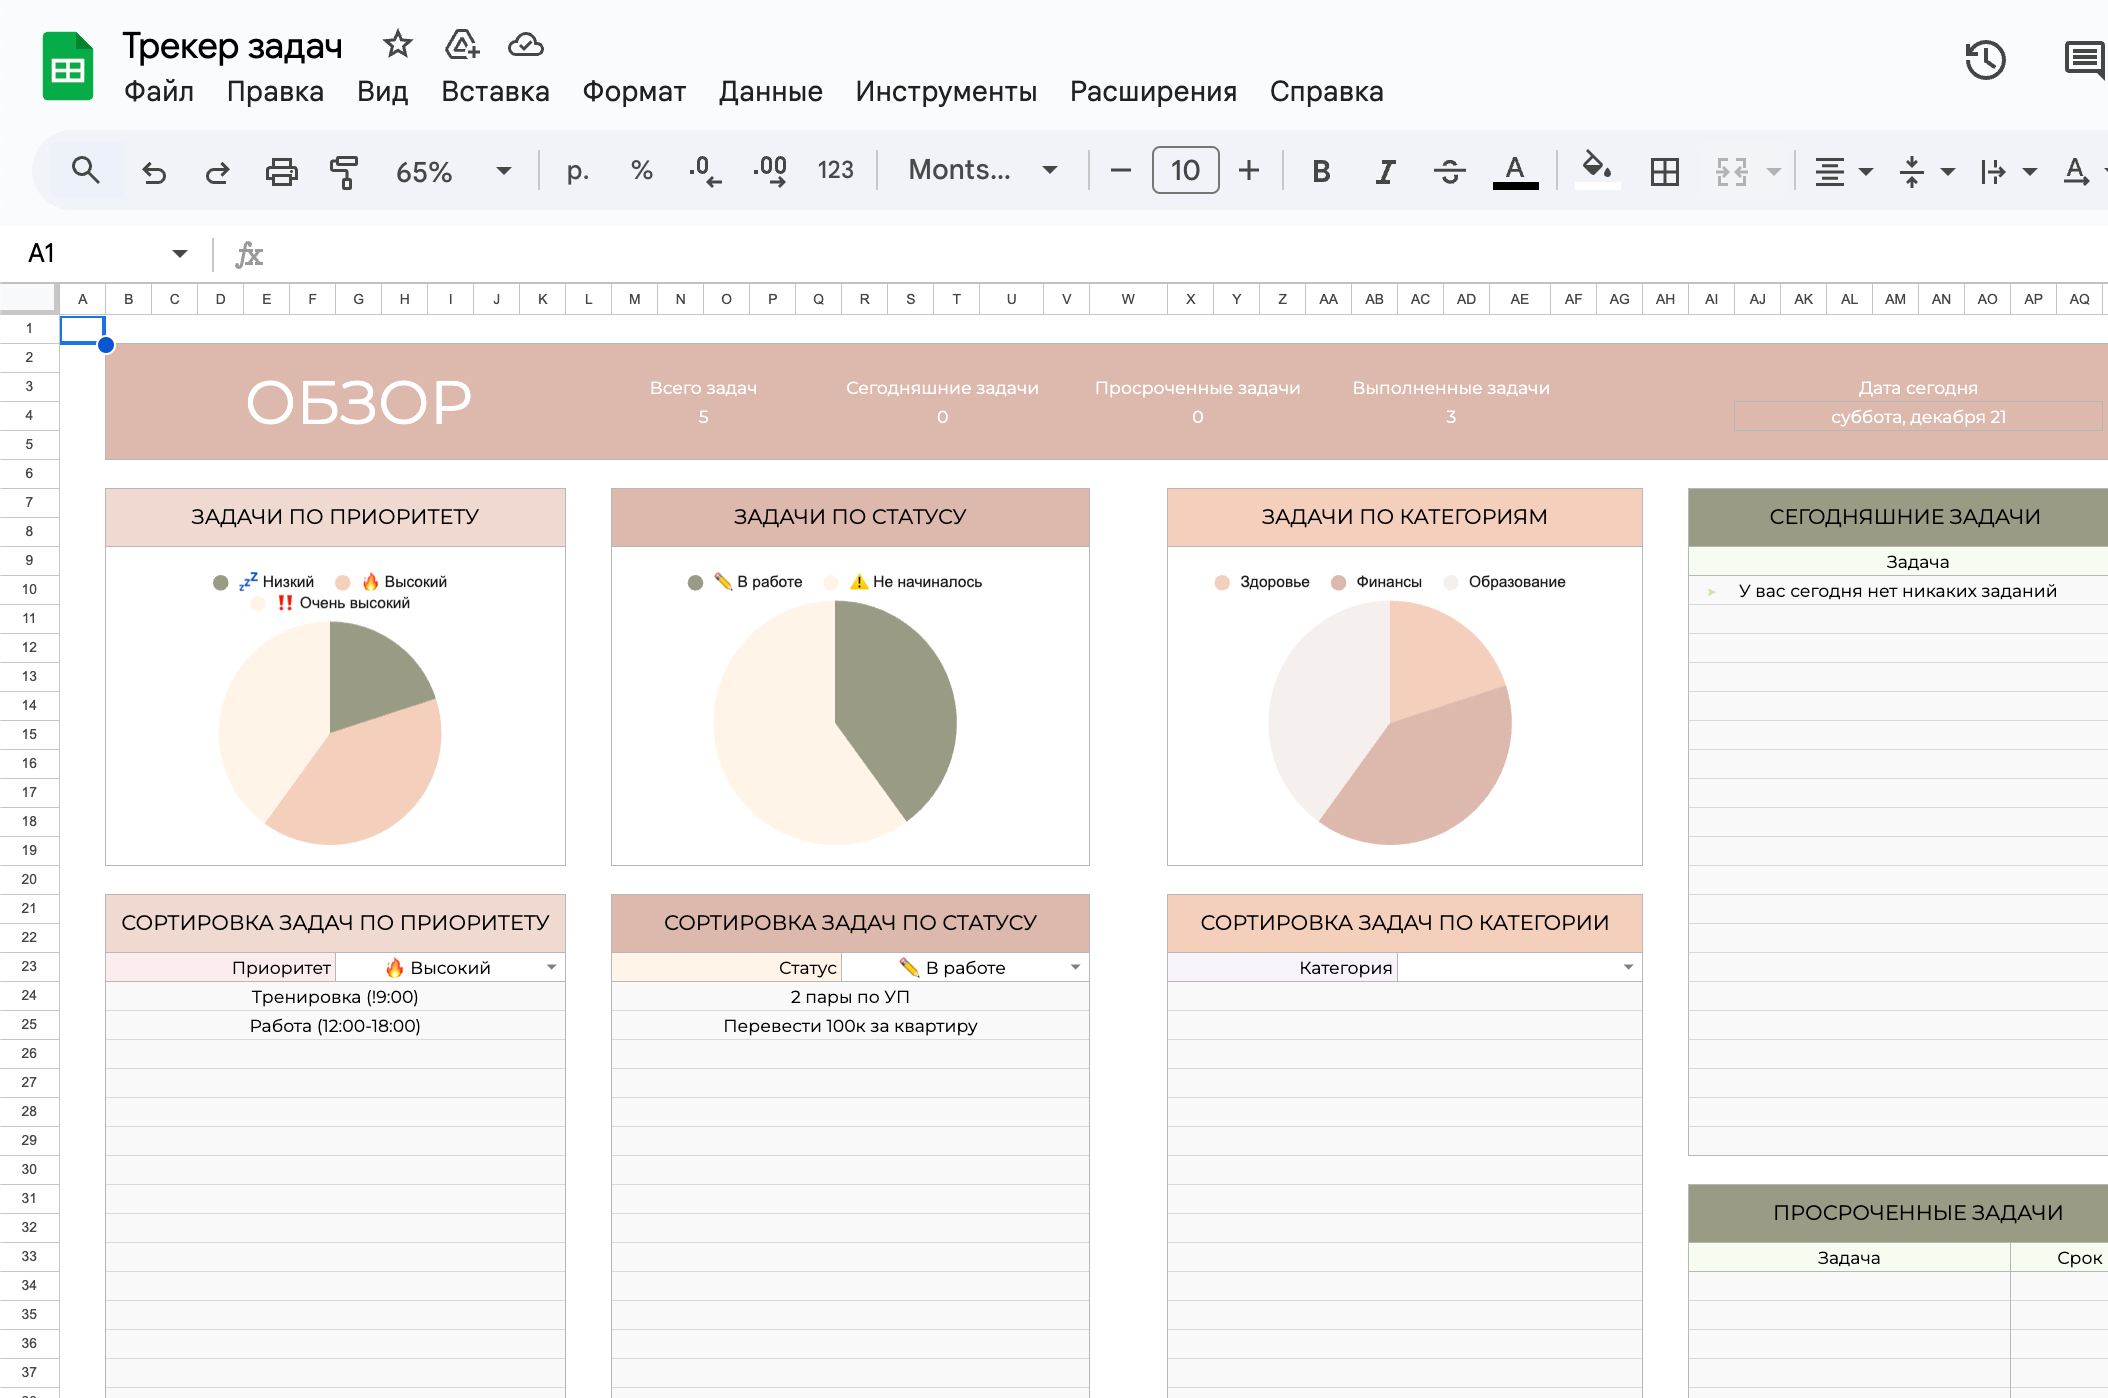 Трекер задач
Файл Правка Вид Вставка Формат Данные Инструменты Расширения Справка
65% р. % .0 .00 123 Monts... 10 B I S A A
A1 fx
A B C D E F G H I J K L M N O P Q R S T U V W X Y Z AA AB AC AD AE AF AG AH AI AJ AK AL AM AN AO AP AQ
1
2
3
4
5
6
7
8
9
10
11
12
13
14
15
16
17
18
19
20
21
22
23
24
25
26
27
28
29
30
31
32
33
34
35
36
37
ОБЗОР
Всего задач
5
Сегодняшние задачи
0
Просроченные задачи
0
Выполненные задачи
3
Дата сегодня
суббота, декабря 21
ЗАДАЧИ ПО ПРИОРИТЕТУ
💤 Низкий 🔥 Высокий
‼️ Очень высокий
ЗАДАЧИ ПО СТАТУСУ
✏️ В работе ⚠️ Не начиналось
ЗАДАЧИ ПО КАТЕГОРИЯМ
Здоровье Финансы Образование
СЕГОДНЯШНИЕ ЗАДАЧИ
Задача
➤ У вас сегодня нет никаких заданий
СОРТИРОВКА ЗАДАЧ ПО ПРИОРИТЕТУ
Приоритет 🔥 Высокий
Тренировка (!9:00)
Работа (12:00-18:00)
СОРТИРОВКА ЗАДАЧ ПО СТАТУСУ
Статус ✏️ В работе
2 пары по УП
Перевести 100к за квартиру
СОРТИРОВКА ЗАДАЧ ПО КАТЕГОРИИ
Категория
ПРОСРОЧЕННЫЕ ЗАДАЧИ
Задача Срок